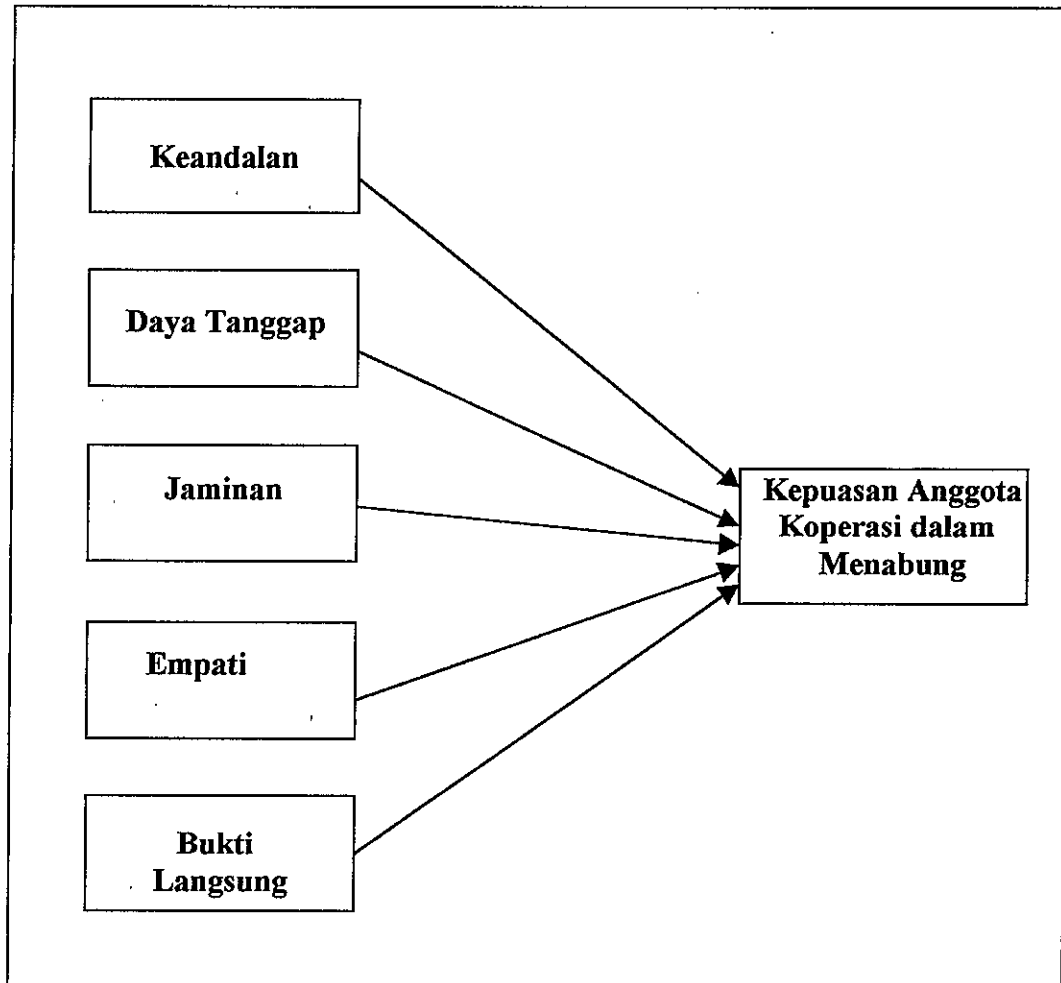 Keandalan
Daya Tanggap
Jaminan
Empati
Bukti
Langsung
Kepuasan Anggota
Koperasi dalam
Menabung